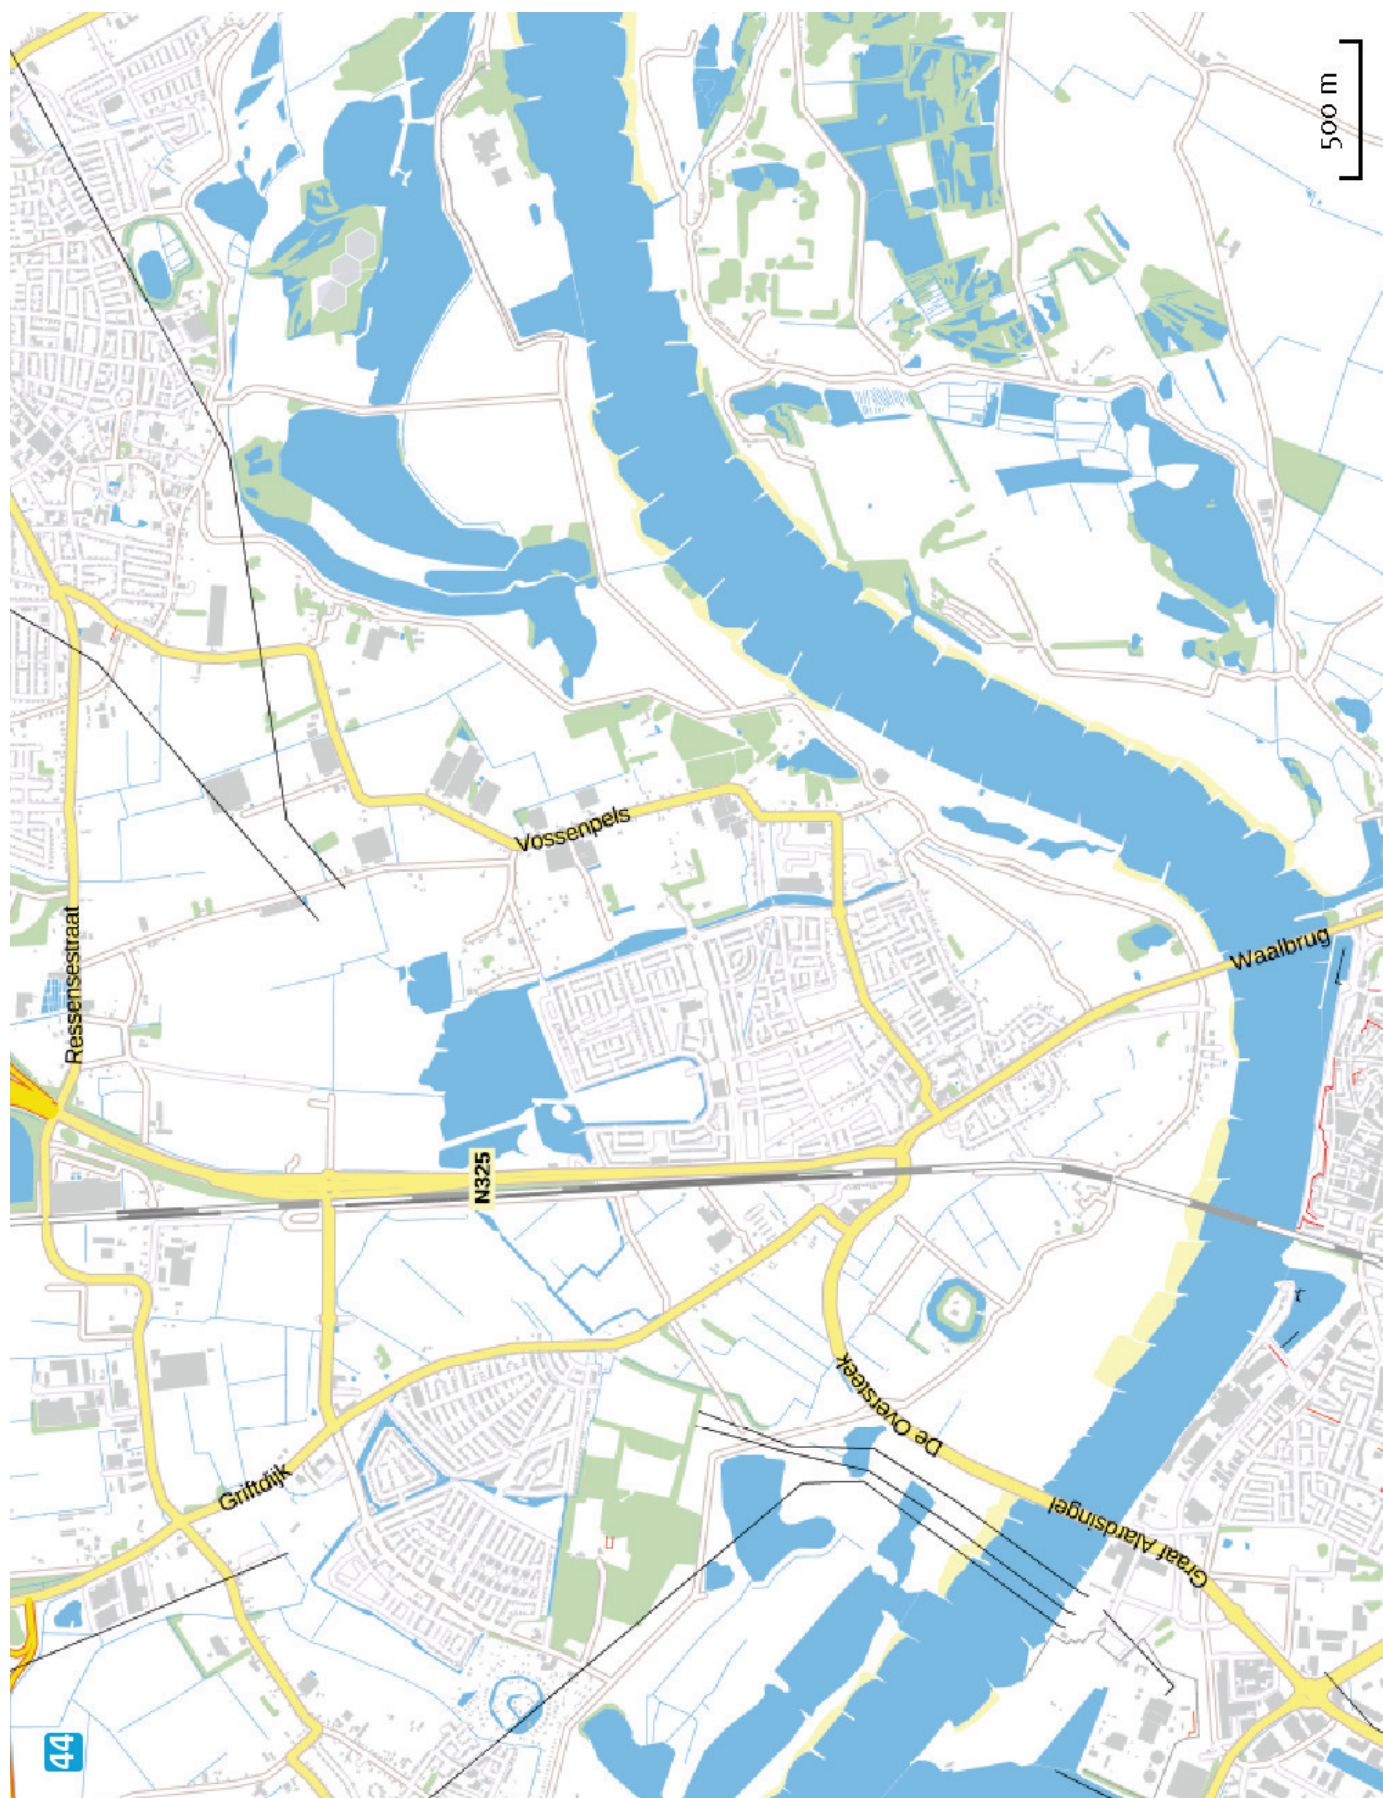 44
Griftdijk
Ressensestraat
N325
Vossenpels
De Oversteek
Graaf Alardsingel
Waalbrug
500 m